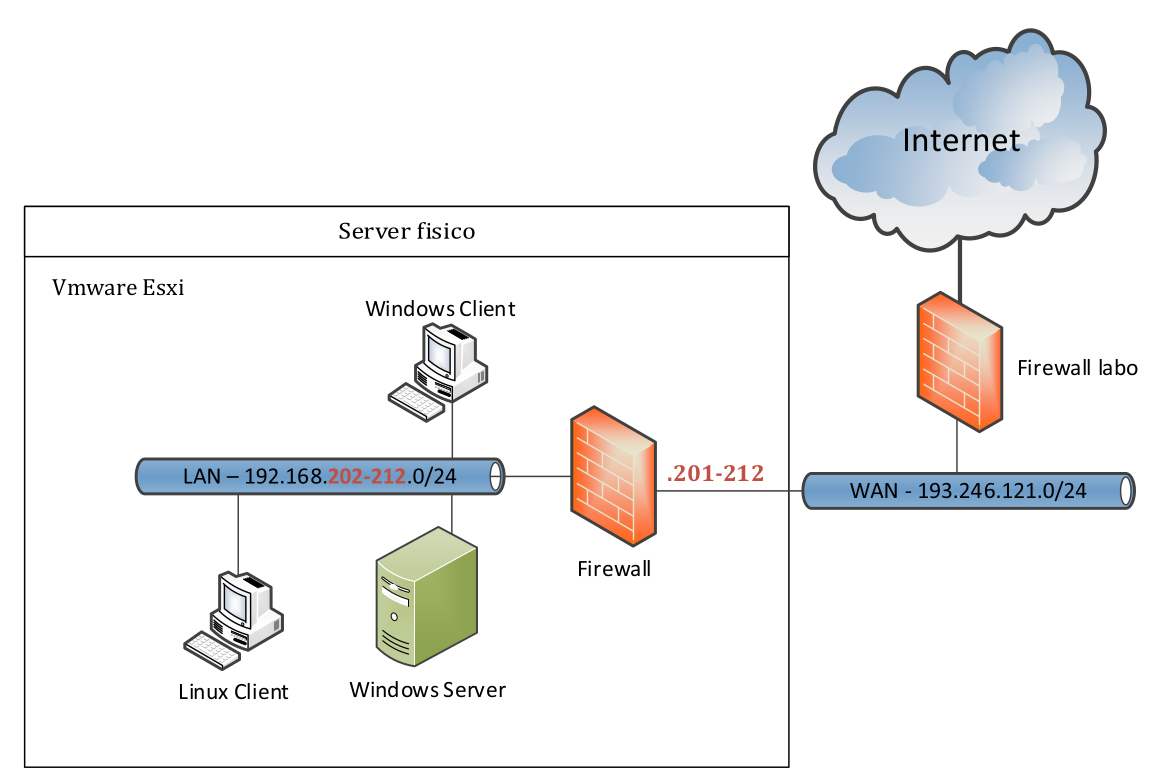 Internet
Server fisico
Vmware Esxi
Windows Client
Firewall labo
LAN – 192.168.202-212.0/24
.201-212
WAN - 193.246.121.0/24
Firewall
Linux Client
Windows Server